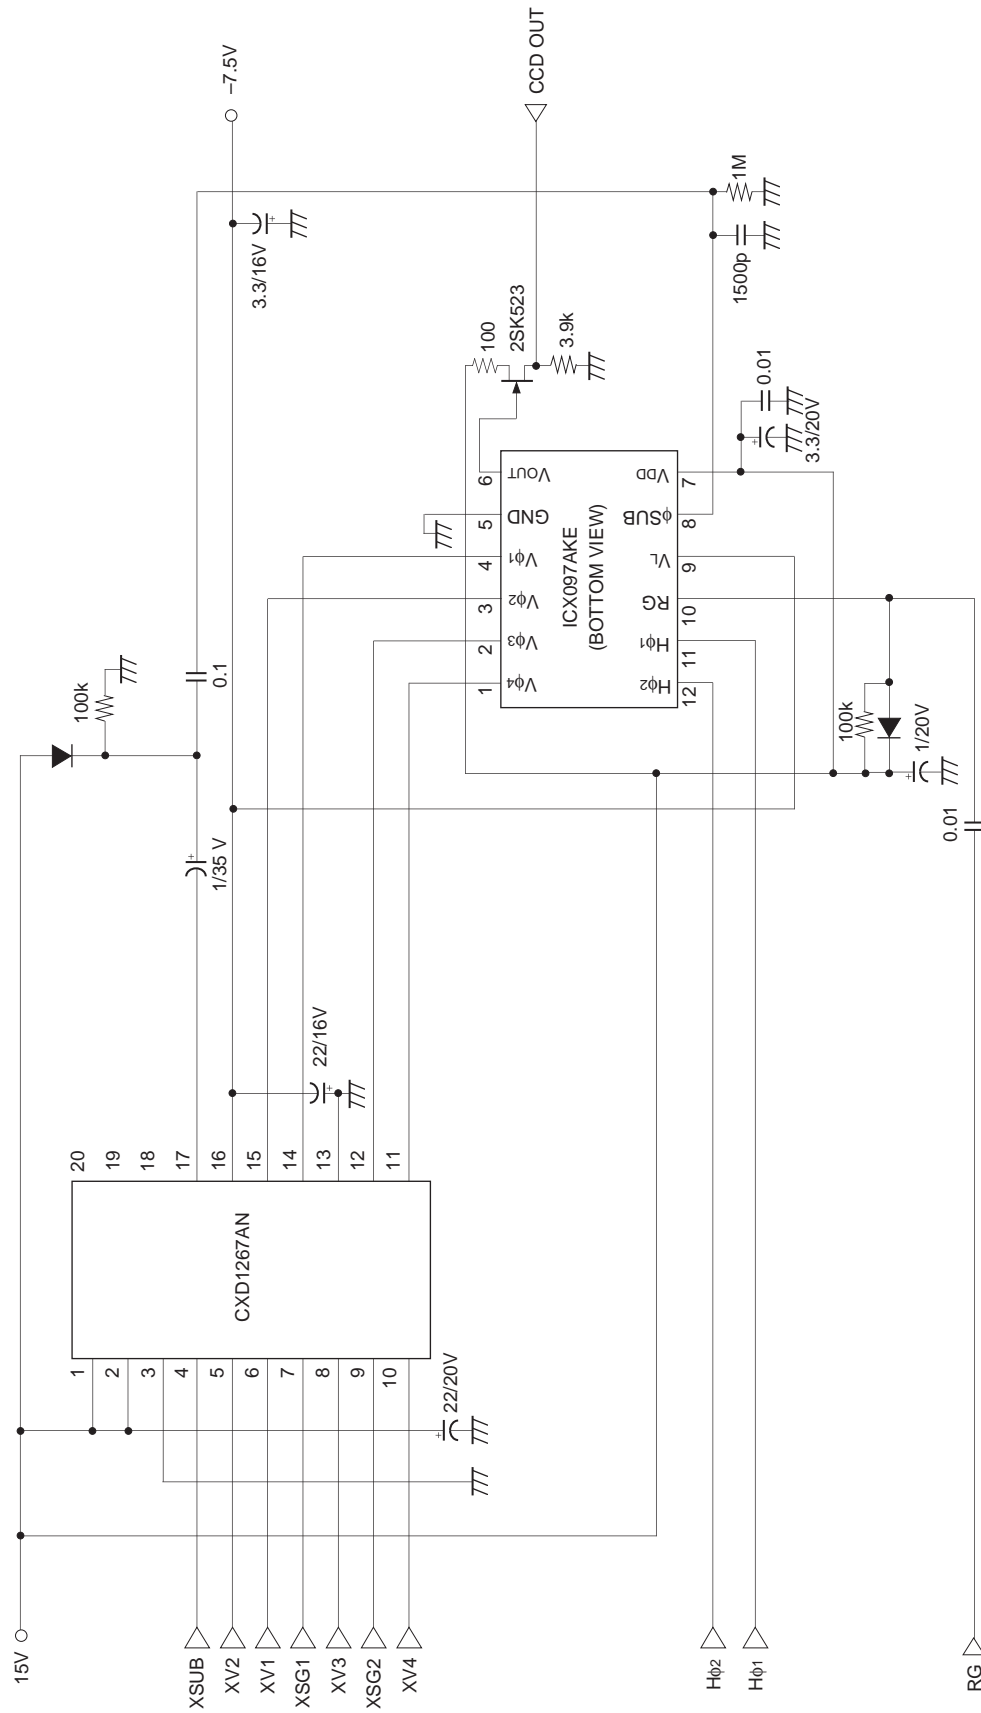 15V
XSUB
XV2
XV1
XSG1
XV3
XSG2
XV4
Hϕ2
Hϕ1
RG
22/20V
1
2
3
4
5
6
7
8
9
10
CXD1267AN
20
19
18
17
16
15
14
13
12
11
22/16V
1/35 V
100k
0.1
–7.5V
3.3/16V
CCD OUT
100
2SK523
3.9k
1
2
3
4
5
6
Vϕ4
Vϕ3
Vϕ2
Vϕ1
GND
VOUT
ICX097AKE
(BOTTOM VIEW)
Hϕ2
Hϕ1
RG
VL
ϕSUB
VDD
12
11
10
9
8
7
0.01
3.3/20V
1500p
1M
100k
1/20V
0.01